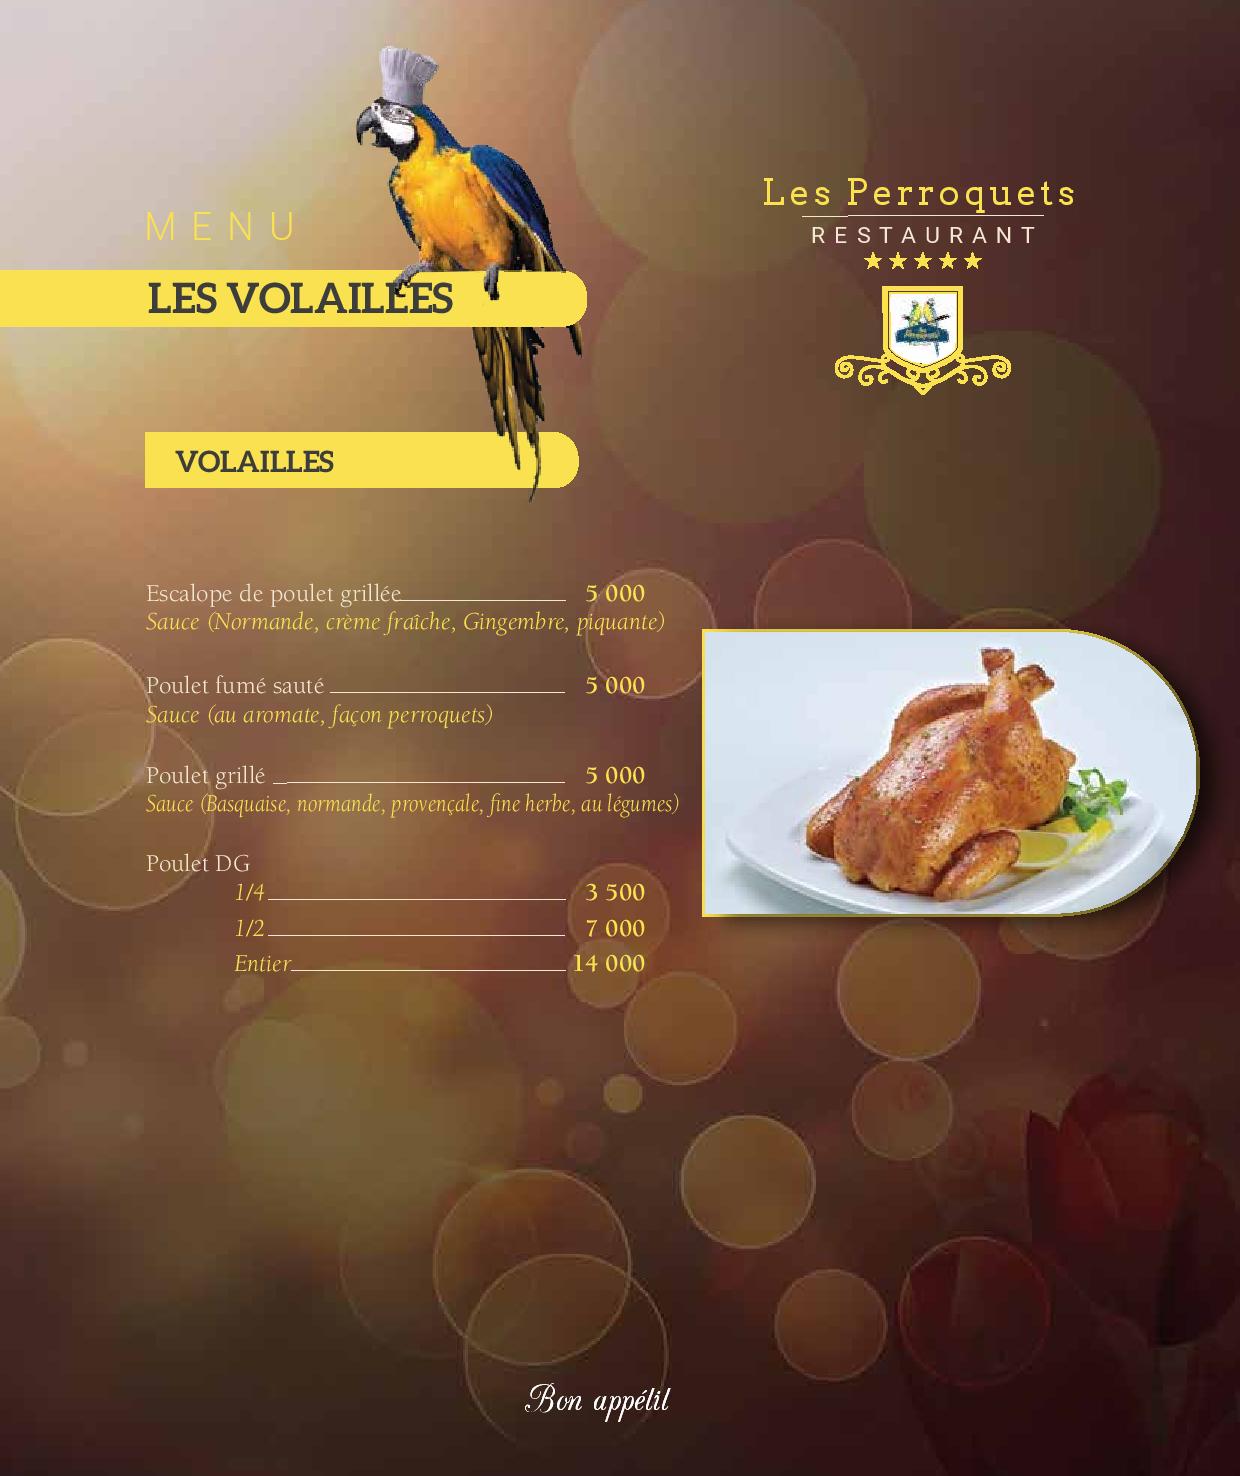 MENU
LES VOLAILLES
Les Perroquets
RESTAURANT
VOLAILLES
Escalope de poulet grillée 5 000
Sauce (Normande, crème fraîche, Gingembre, piquante)
Poulet fumé sauté 5 000
Sauce (au aromate, façon perroquets)
Poulet grillé 5 000
Sauce (Basquaise, normande, provençale, fine herbe, au légumes)
Poulet DG
1/4 3 500
1/2 7 000
Entier 14 000
Bon appétit